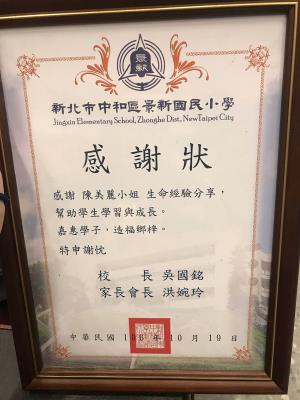 景新
新北市中和區景新國民小學
Jingxin Elementary School, Zhonghe Dist., NewTaipei City
感謝狀
感謝 陳美麗小姐 生命經驗分享，
幫助學生學習與成長。
嘉惠學子，造福鄉梓。
特申謝忱
校 長 吳國銘
家長會長 洪婉玲
中華民國 106 年 10 月 19 日